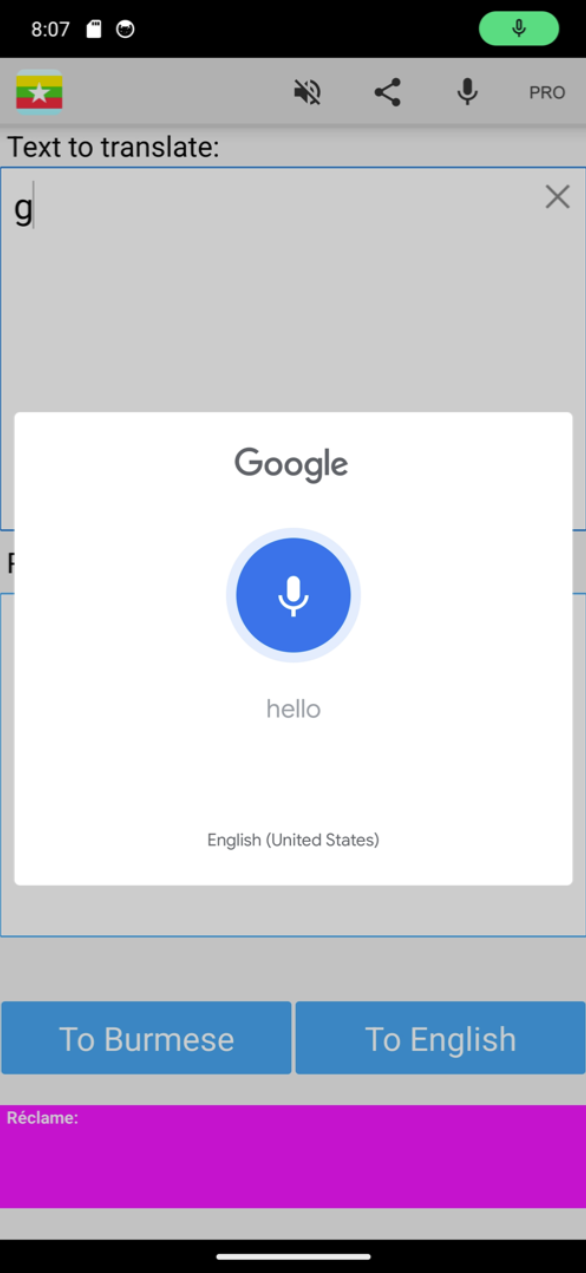 8:07
PRO
Text to translate:
g
Google
hello
English (United States)
To Burmese
To English
Réclame: